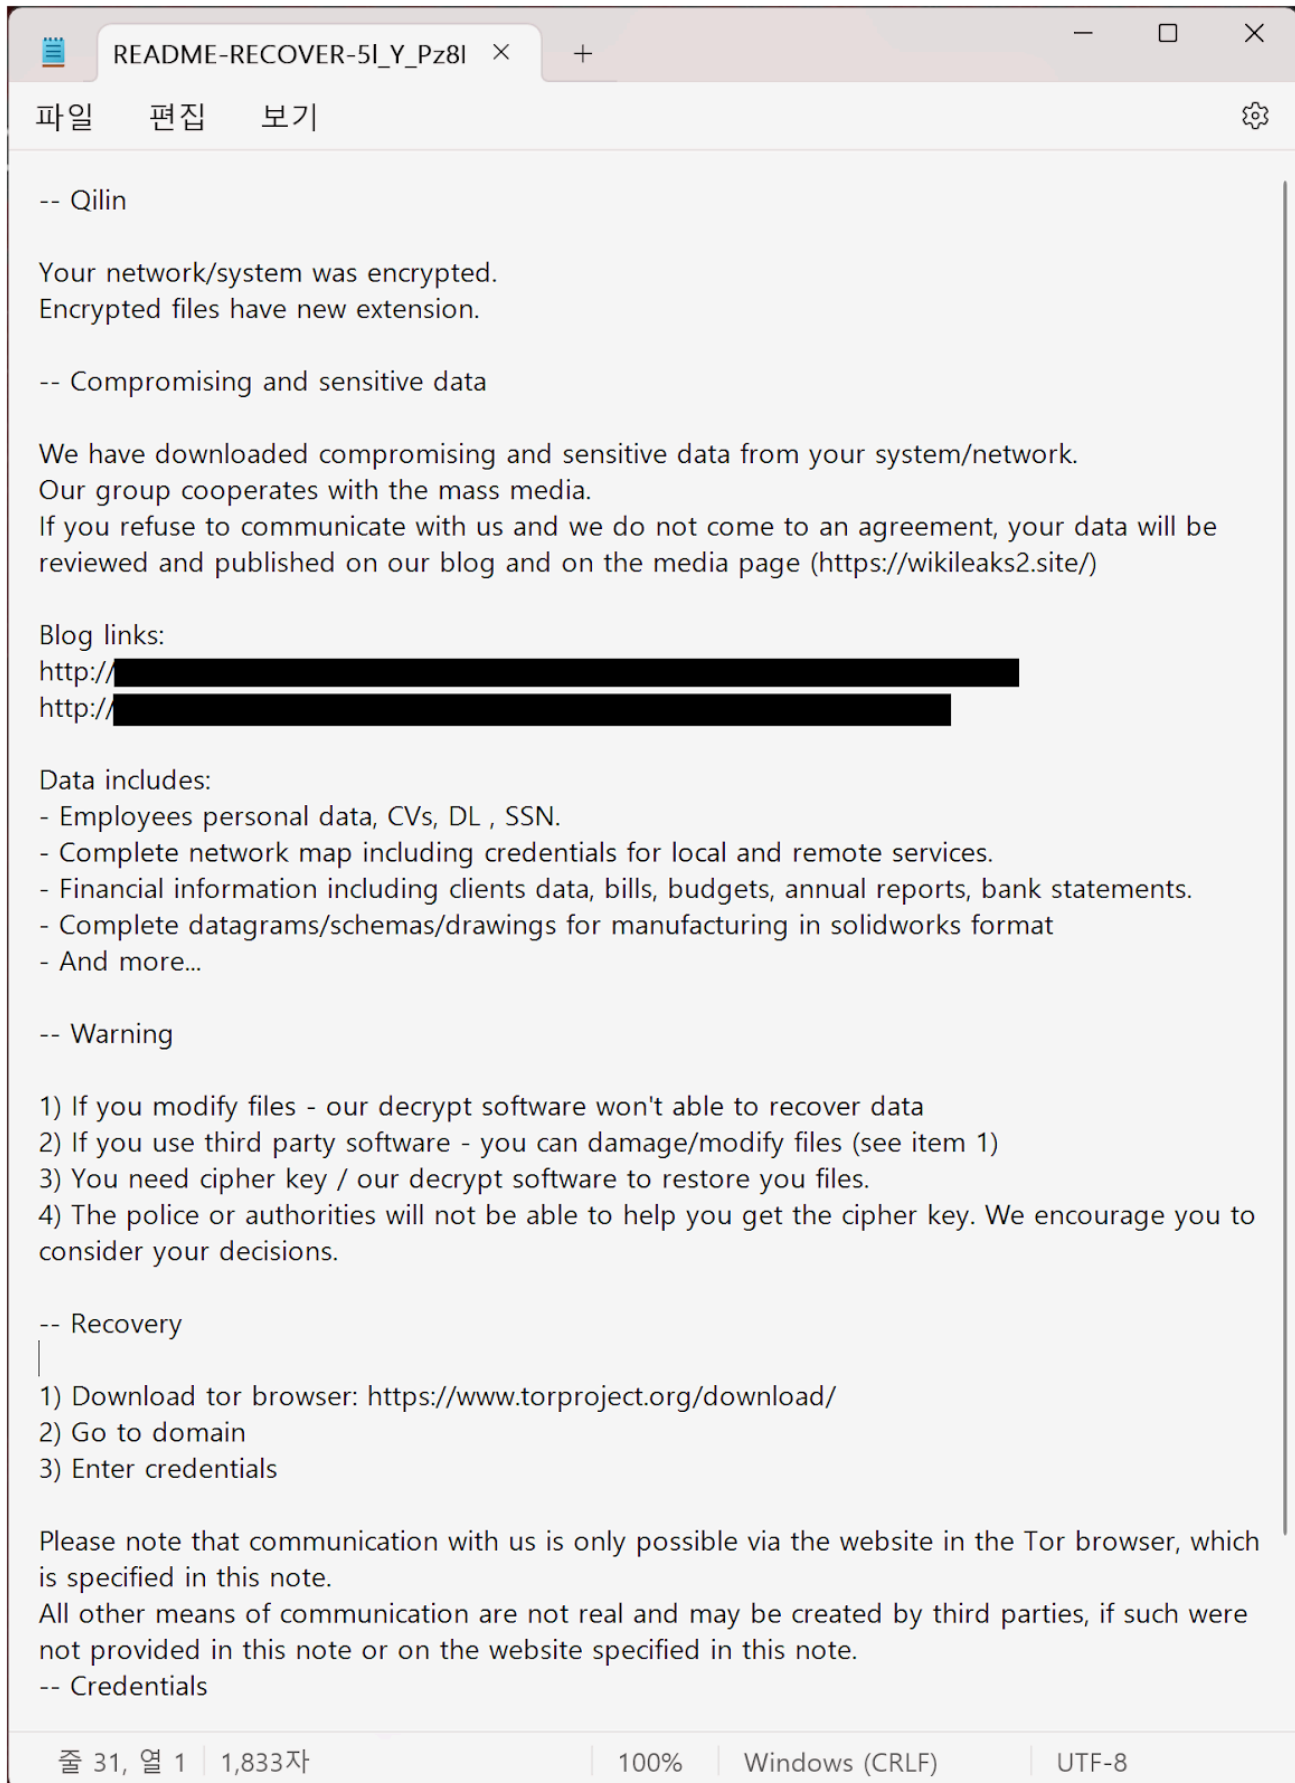 README-RECOVER-5l_Y_Pz8l
파일 편집 보기
-- Qilin
Your network/system was encrypted.
Encrypted files have new extension.
-- Compromising and sensitive data
We have downloaded compromising and sensitive data from your system/network.
Our group cooperates with the mass media.
If you refuse to communicate with us and we do not come to an agreement, your data will be
reviewed and published on our blog and on the media page (https://wikileaks2.site/)
Blog links:
http://
http://
Data includes:
- Employees personal data, CVs, DL , SSN.
- Complete network map including credentials for local and remote services.
- Financial information including clients data, bills, budgets, annual reports, bank statements.
- Complete datagrams/schemas/drawings for manufacturing in solidworks format
- And more...
-- Warning
1) If you modify files - our decrypt software won't able to recover data
2) If you use third party software - you can damage/modify files (see item 1)
3) You need cipher key / our decrypt software to restore you files.
4) The police or authorities will not be able to help you get the cipher key. We encourage you to
consider your decisions.
-- Recovery
1) Download tor browser: https://www.torproject.org/download/
2) Go to domain
3) Enter credentials
Please note that communication with us is only possible via the website in the Tor browser, which
is specified in this note.
All other means of communication are not real and may be created by third parties, if such were
not provided in this note or on the website specified in this note.
-- Credentials
줄 31, 열 1 1,833자 100% Windows (CRLF) UTF-8